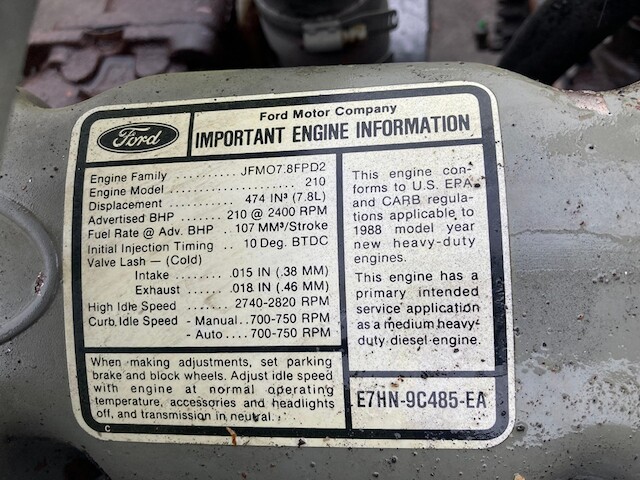 Ford
Ford Motor Company
IMPORTANT ENGINE INFORMATION
Engine Family .......... JFMO7.8FPD2
Engine Model ...................... 210
Displacement ....... 474 IN³ (7.8L)
Advertised BHP ..... 210 @ 2400 RPM
Fuel Rate @ Adv. BHP .. 107 MM³/Stroke
Initial Injection Timing .. 10 Deg. BTDC
Valve Lash — (Cold)
Intake ....... .015 IN (.38 MM)
Exhaust ..... .018 IN (.46 MM)
High Idle Speed ...... 2740-2820 RPM
Curb Idle Speed - Manual..700-750 RPM
- Auto ....700-750 RPM
When making adjustments, set parking
brake and block wheels. Adjust idle speed
with engine at normal operating
temperature, accessories and headlights
off, and transmission in neutral.
C
This engine con-
forms to U.S. EPA
and CARB regula-
tions applicable to
1988 model year
new heavy-duty
engines.
This engine has a
primary intended
service application
as a medium heavy-
duty diesel engine.
E7HN-9C485-EA